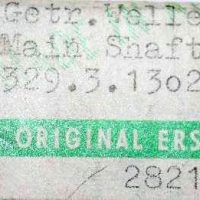 Getr.Welle
Main Shaft
329.3.1302
ORIGINAL ERS
2821